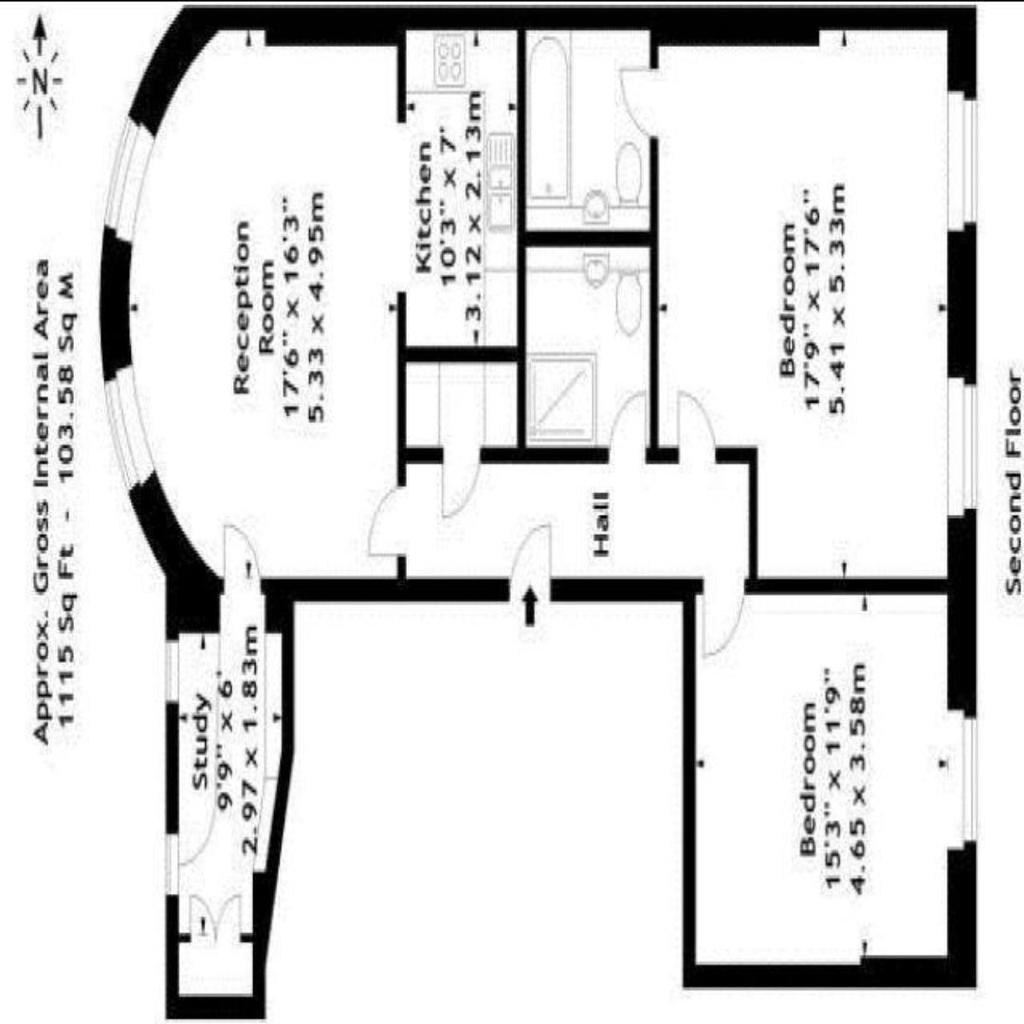 N
Approx. Gross Internal Area
1115 Sq Ft - 103.58 Sq M
Reception
Room
17'6" x 16'3"
5.33 x 4.95m
Kitchen
10'3" x 7'
3.12 x 2.13m
Bedroom
17'9" x 17'6"
5.41 x 5.33m
Hall
Study
9'9" x 6'
2.97 x 1.83m
Bedroom
15'3" x 11'9"
4.65 x 3.58m
Second Floor